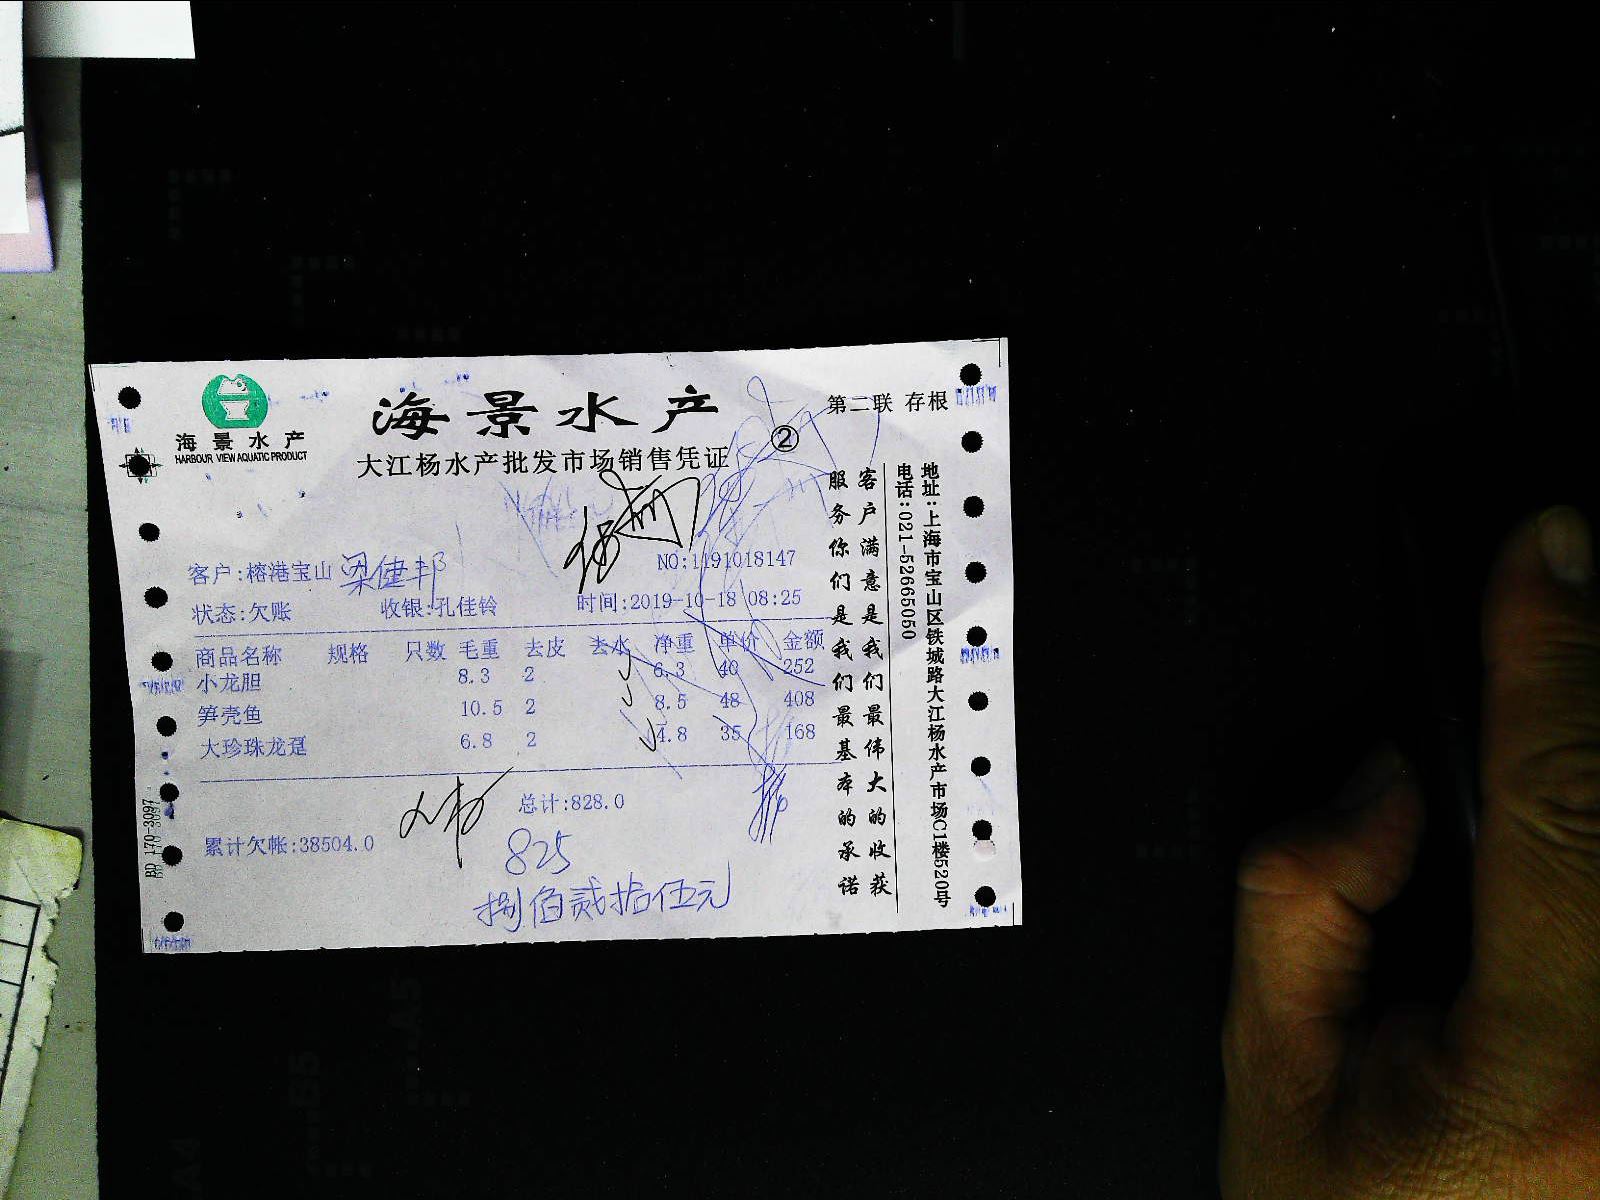 海景水产
HARBOUR VIEW AQUATIC PRODUCT
海景水产
大江杨水产批发市场销售凭证
②
第二联 存根
客户:榕港宝山 梁健邦
NO:1191018147
状态:欠账 收银:孔佳铃 时间:2019-10-18 08:25
商品名称 规格 只数 毛重 去皮 去水 净重 单价 金额
小龙胆 8.3 2 6.3 40 252
笋壳鱼 10.5 2 8.5 48 408
大珍珠龙趸 6.8 2 4.8 35 168
总计:828.0
累计欠帐:38504.0
825
捌佰贰拾伍元
客户满意是我们最伟大的收获
服务你们是我们最基本的承诺
地址:上海市宝山区铁城路大江杨水产市场C1楼520号
电话:021-52665050
BD 170-3097
A5
B5
A4